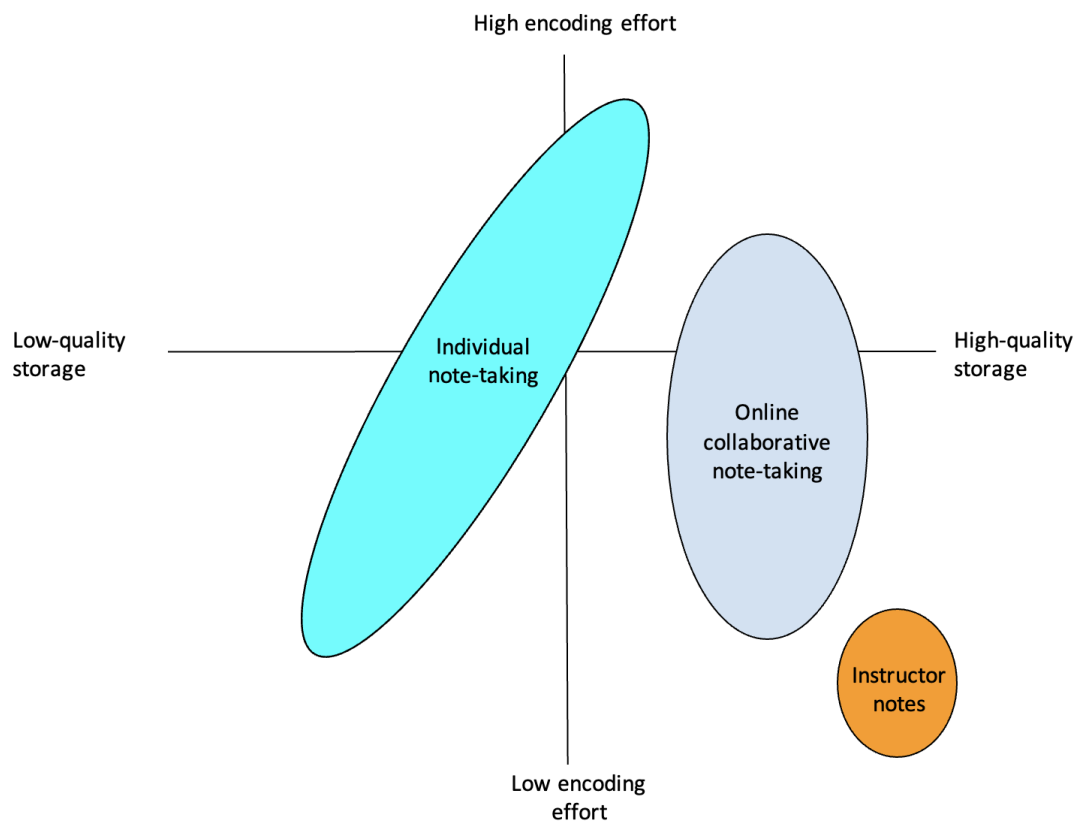 High encoding effort
Low-quality
storage
Individual
note-taking
High-quality
storage
Online
collaborative
note-taking
Instructor
notes
Low encoding
effort